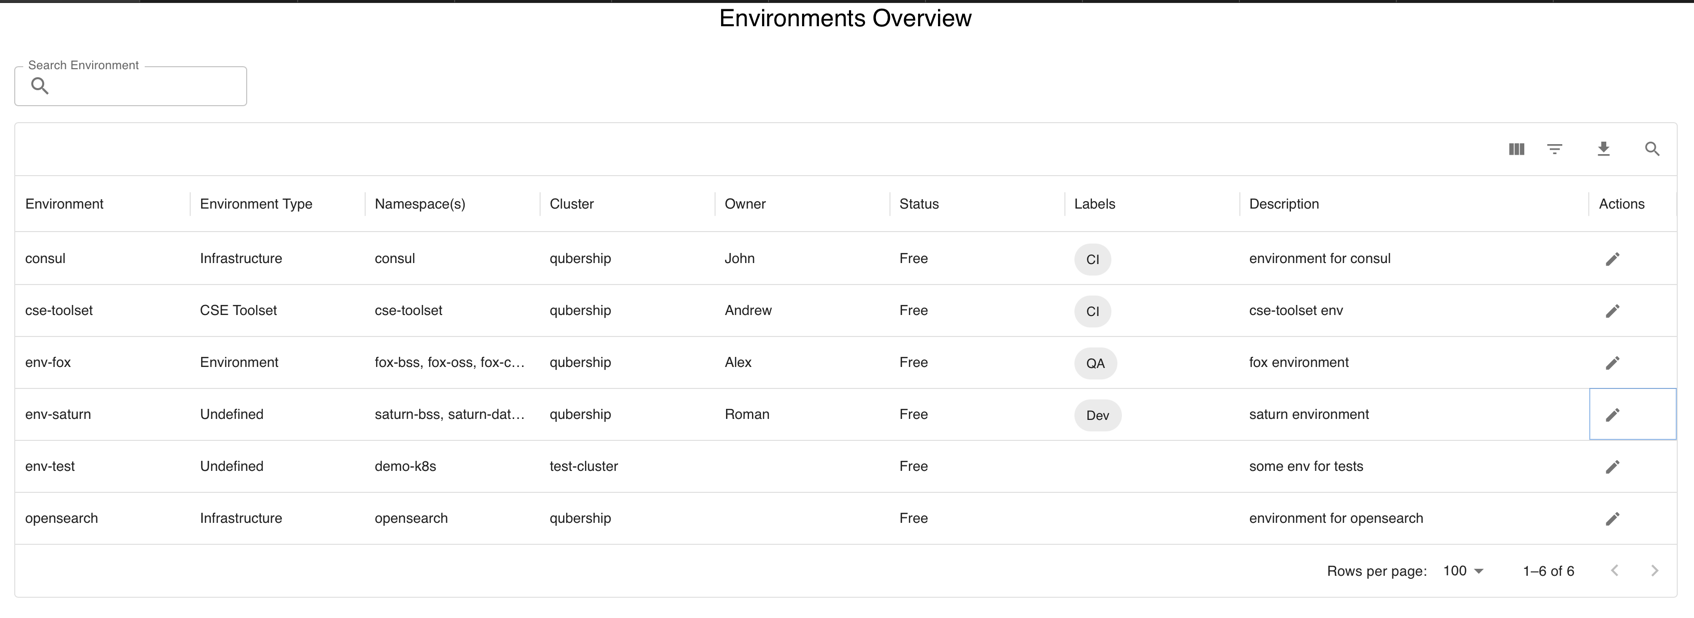 Environments Overview
Search Environment
Environment Environment Type Namespace(s) Cluster Owner Status Labels Description Actions
consul Infrastructure consul qubership John Free CI environment for consul
cse-toolset CSE Toolset cse-toolset qubership Andrew Free CI cse-toolset env
env-fox Environment fox-bss, fox-oss, fox-c... qubership Alex Free QA fox environment
env-saturn Undefined saturn-bss, saturn-dat... qubership Roman Free Dev saturn environment
env-test Undefined demo-k8s test-cluster Free some env for tests
opensearch Infrastructure opensearch qubership Free environment for opensearch
Rows per page: 100 1–6 of 6